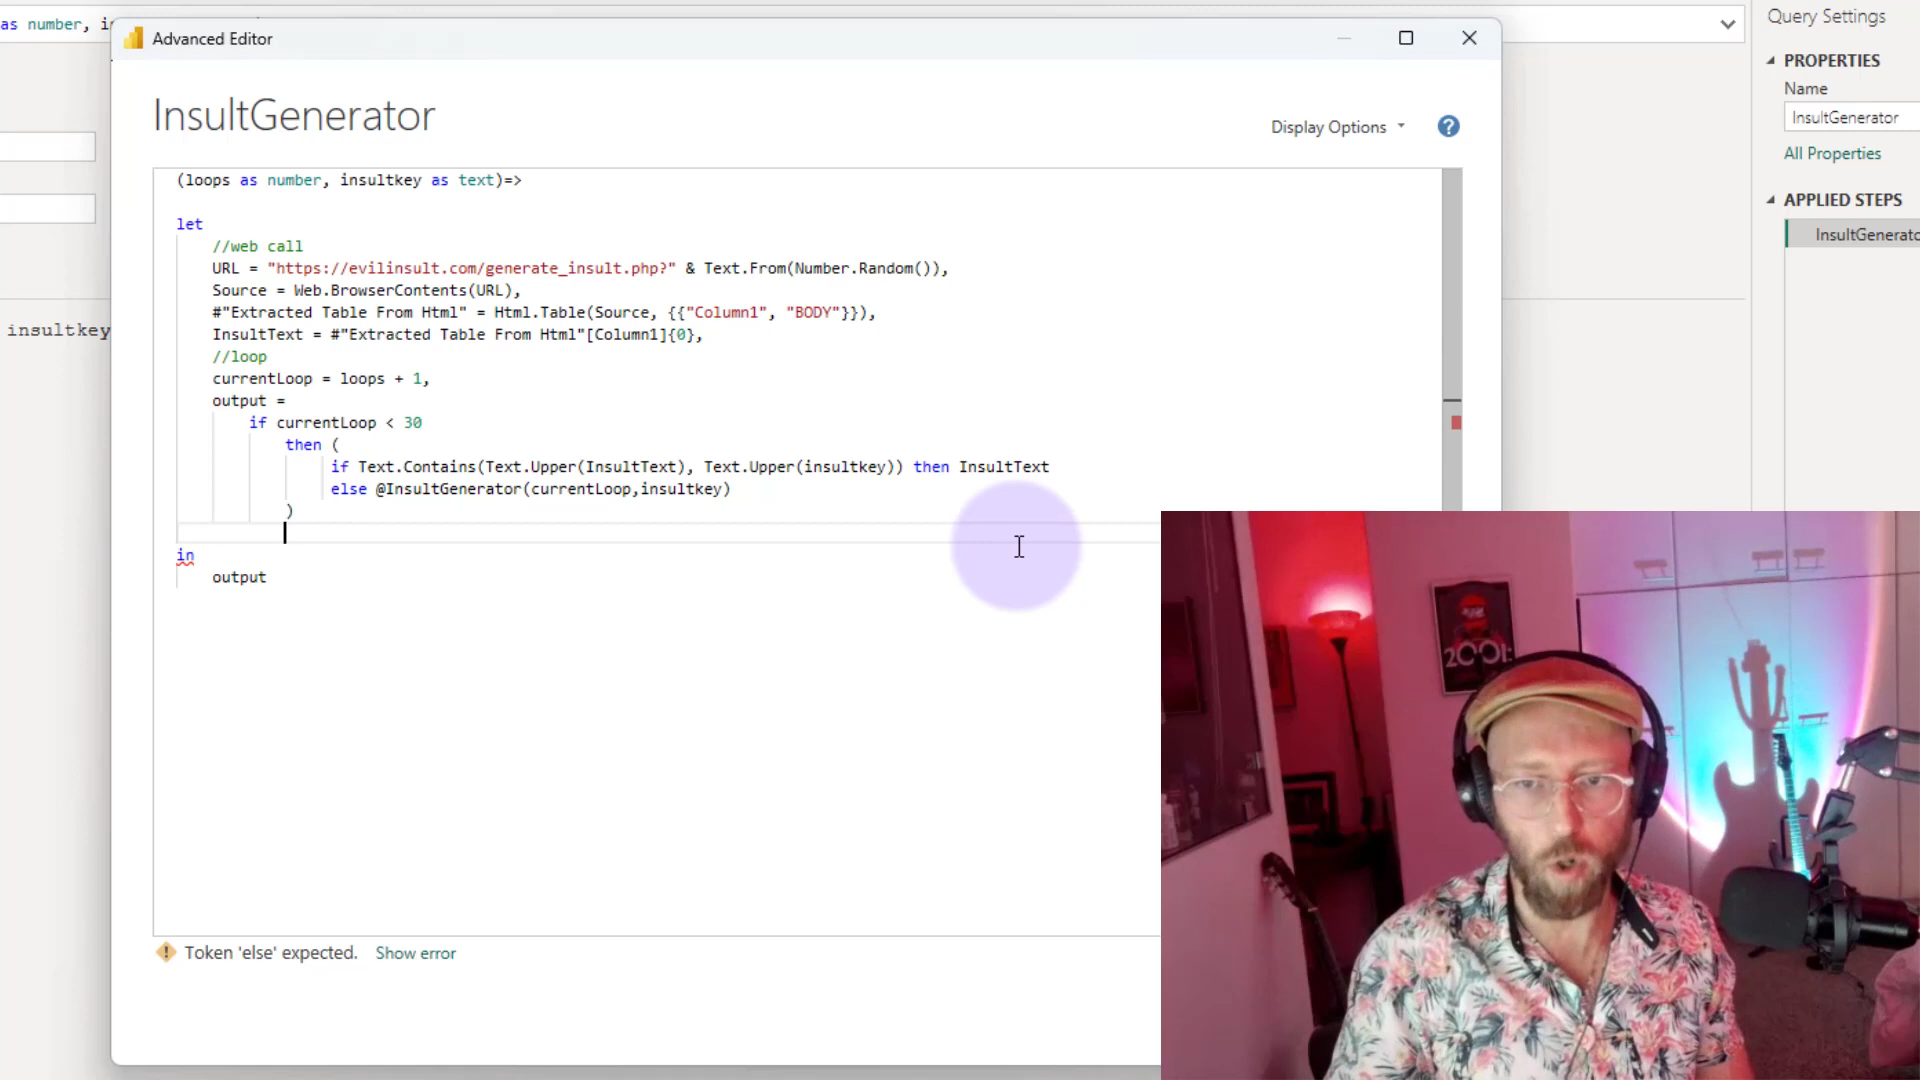 as number, in
Advanced Editor
Query Settings
PROPERTIES
Name
InsultGenerator
All Properties
APPLIED STEPS
InsultGenerato
insultkey
InsultGenerator
Display Options
?
(loops as number, insultkey as text)=>
let
//web call
URL = "https://evilinsult.com/generate_insult.php?" & Text.From(Number.Random()),
Source = Web.BrowserContents(URL),
#"Extracted Table From Html" = Html.Table(Source, {{"Column1", "BODY"}}),
InsultText = #"Extracted Table From Html"[Column1]{0},
//loop
currentLoop = loops + 1,
output =
if currentLoop < 30
then (
if Text.Contains(Text.Upper(InsultText), Text.Upper(insultkey)) then InsultText
else @InsultGenerator(currentLoop,insultkey)
)
in
output
Token 'else' expected. Show error
2001: